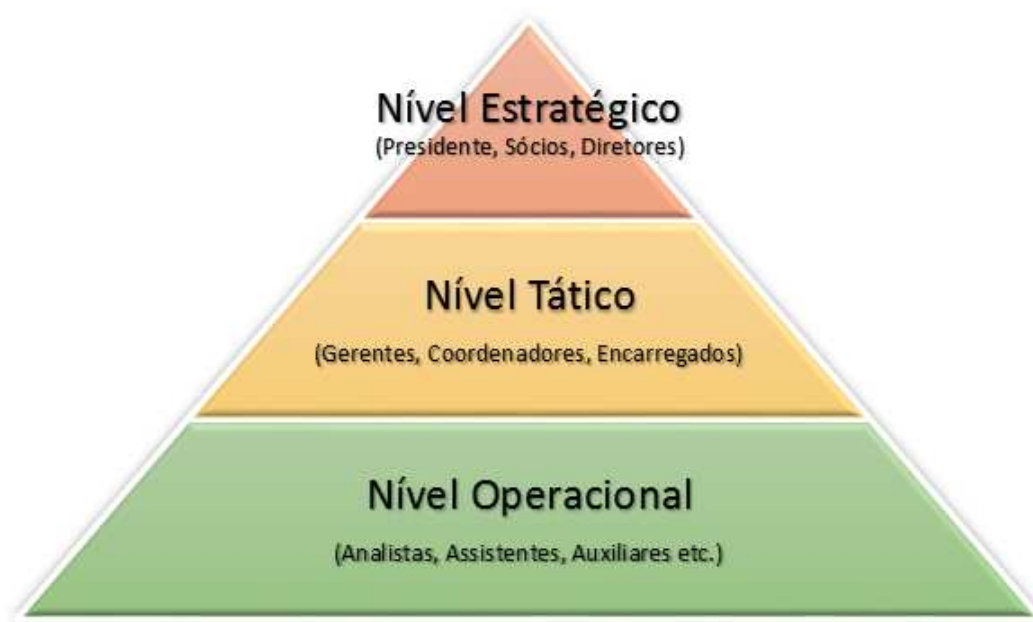 Nível Estratégico
(Presidente, Sócios, Diretores)
Nível Tático
(Gerentes, Coordenadores, Encarregados)
Nível Operacional
(Analistas, Assistentes, Auxiliares etc.)